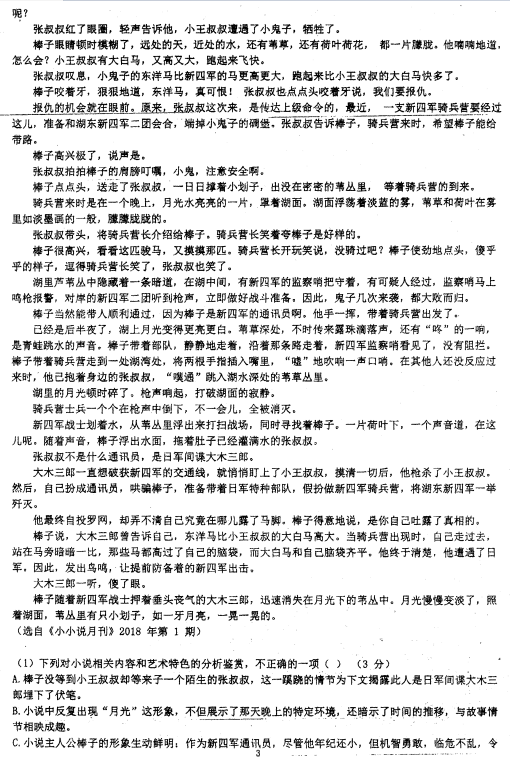 呢?
张叔叔红了眼圈，轻声告诉他，小王叔叔遭遇了小鬼子，牺牲了。
棒子眼睛顿时模糊了，远处的天，近处的水，还有苇草，还有荷叶荷花， 都一片朦胧。他喃喃地道，
怎么会？小王叔叔有大白马，又高又大，跑起来飞快。
张叔叔叹息，小鬼子的东洋马比新四军的马更高更大，跑起来比小王叔叔的大白马快多了。
棒子咬着牙，狠狠地道，东洋马，真可恨！ 张叔叔也点点头咬着牙说，我们要报仇。
报仇的机会就在眼前。原来，张叔叔这次来，是传达上级命令的，最近， 一支新四军骑兵营要经过
这儿，准备和湖东新四军二团会合，端掉小鬼子的碉堡。张叔叔告诉棒子，骑兵营来时，希望棒子能给
带路。
棒子高兴极了，说声是。
张叔叔拍拍棒子的肩膀叮嘱，小鬼，注意安全啊。
棒子点点头，送走了张叔叔，一日日撑着小划子，出没在密密的苇丛里， 等着骑兵营的到来。
骑兵营来时是在一个晚上，月光水亮亮的一片，罩着湖面。湖面浮荡着淡蓝的雾，苇草和荷叶在雾
里如淡墨画的一般，朦朦胧胧的。
张叔叔带头，将骑兵营长介绍给棒子。骑兵营长笑着夸棒子是好样的。
棒子很高兴，看看这匹骏马，又摸摸那匹。骑兵营长开玩笑说，没骑过吧？棒子使劲地点头，傻乎
乎的样子，逗得骑兵营长笑了，张叔叔也笑了。
湖里芦苇丛中隐藏着一条暗道，在湖中间，有新四军的监察哨把守着，有可疑人经过，监察哨马上
鸣枪报警，对岸的新四军二团听到枪声，立即做好战斗准备。因此，鬼子几次来袭，都大败而归。
棒子当然能带人顺利通过，因为棒子是新四军的通讯员啊。他手一挥，带着骑兵营出发了。
已经是后半夜了，湖上月光变得更亮更白。苇草深处，不时传来露珠滴落声，还有“咚”的一响，
是青蛙跳水的声音。棒子带着部队，静静地走着，沿着那条路走着，新四军监察哨看见了，没有阻拦。
棒子带着骑兵营走到一处湖湾处，将两根手指插入嘴里，“嘘”地吹响一声口哨。在其他人还没反应过
来时，他已抱着身边的张叔叔，“噗通”跳入湖水深处的苇草丛里。
湖里的月光顿时碎了。枪声响起，打破湖面的寂静。
骑兵营士兵一个个在枪声中倒下，不一会儿，全被消灭。
新四军战士划着水，从苇丛里浮出来打扫战场，同时寻找着棒子。一片荷叶下，一个声音道，在这
儿呢。随着声音，棒子浮出水面，拖着肚子已经灌满水的张叔叔。
张叔叔不是什么通讯员，是日军间谍大木三郎。
大木三郎一直想破获新四军的交通线，就悄悄盯上了小王叔叔，摸清一切后，他枪杀了小王叔叔。
然后，自己扮成通讯员，哄骗棒子，准备带着日军特种部队，假扮做新四军骑兵营，将湖东新四军一举
歼灭。
他最终自投罗网，却弄不清自己究竟在哪儿露了马脚。棒子得意地说，是你自己吐露了真相的。
棒子说，大木三郎曾告诉自己，东洋马比小王叔叔的大白马高大。当骑兵营出现时，自己走过去，
站在马旁暗暗一比，那些马都高过了自己的脑袋，而大白马和自己脑袋齐平。他终于清楚，他遭遇了日
军，因此，发出鸟鸣，让提前防备着的新四军出击。
大木三郎一听，傻了眼。
棒子随着新四军战士押着垂头丧气的大木三郎，迅速消失在月光下的苇丛中。月光慢慢变淡了，照
着湖面，苇丛里有只小划子，如一牙月亮，一晃一晃的。
(选自《小小说月刊》2018 年第 1 期)
(1)下列对小说相关内容和艺术特色的分析鉴赏，不正确的一项（ ）（3 分）
A.棒子没等到小王叔叔却等来了一个陌生的张叔叔，这一蹊跷的情节为下文揭露此人是日军间谍大木三
郎埋下了伏笔。
B.小说中反复出现“月光”这形象，不但展示了那天晚上的特定环境，还暗示了时间的推移，与故事情
节相映成趣。
C.小说主人公棒子的形象生动鲜明：作为新四军通讯员，尽管他年纪还小，但机智勇敢，临危不乱，令
3